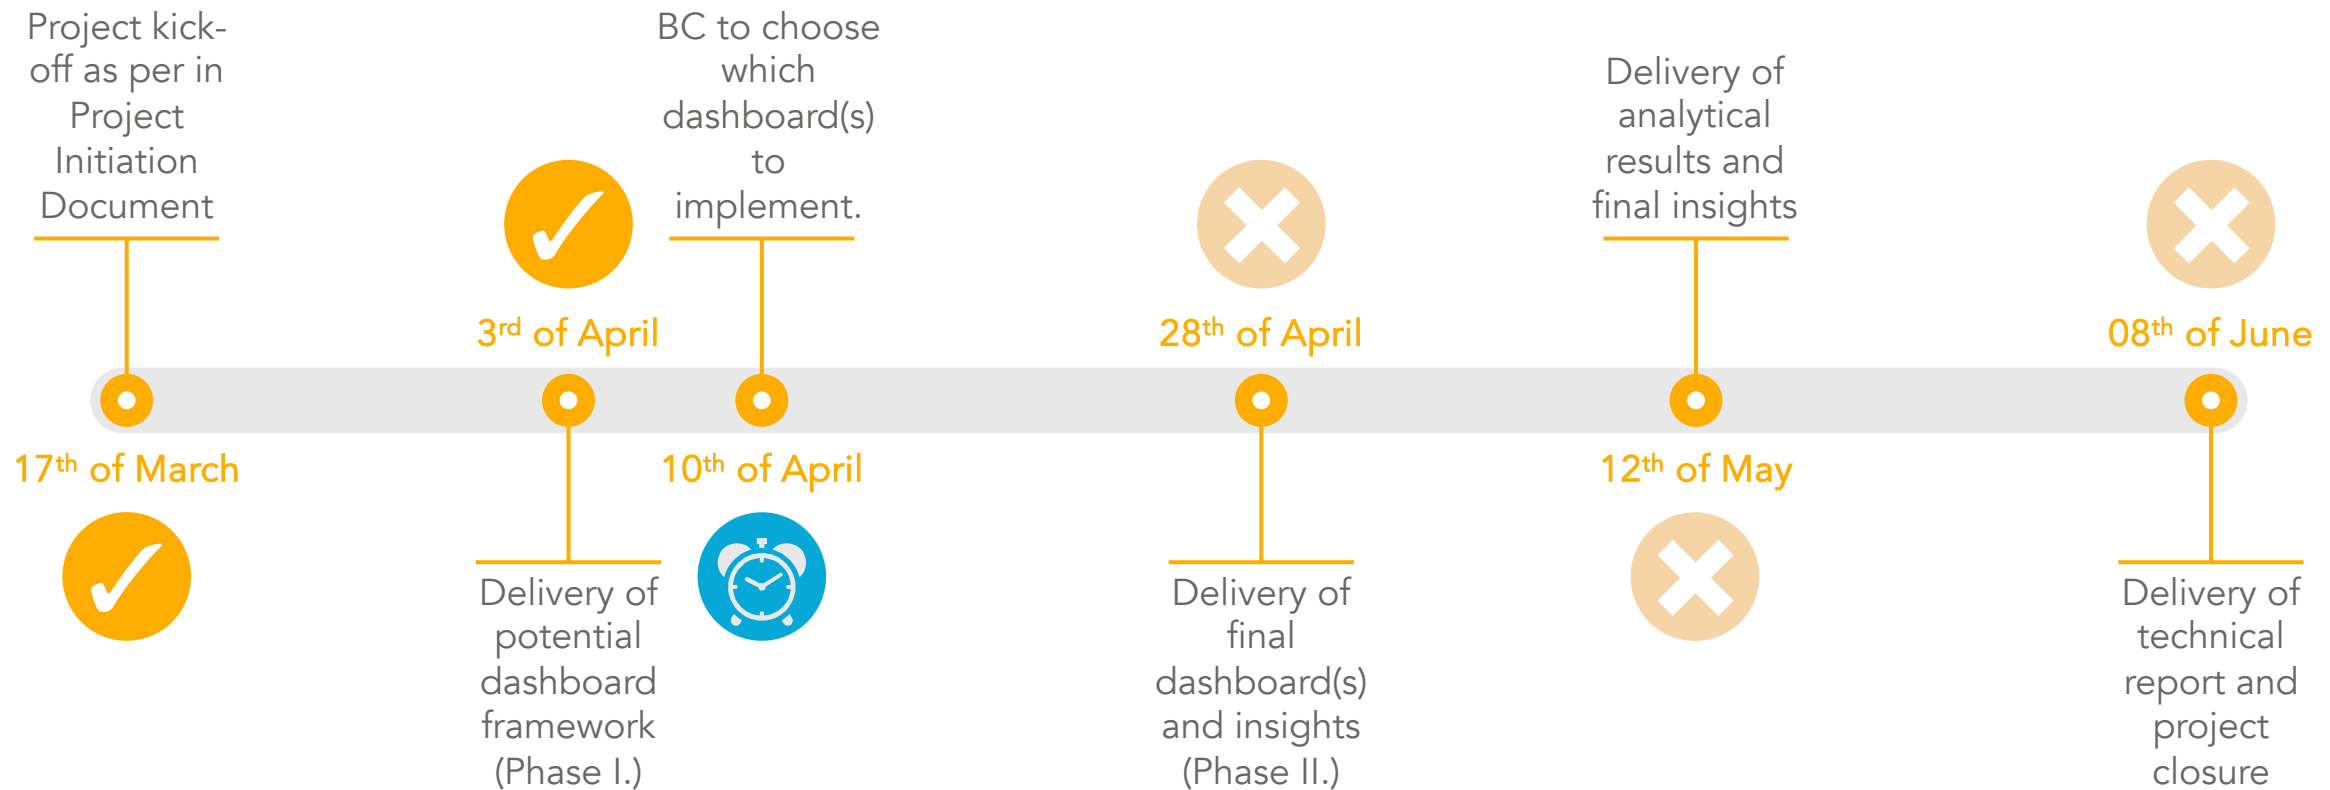 Project kick-
off as per in
Project
Initiation
Document
17th of March
3rd of April
Delivery of
potential
dashboard
framework
(Phase I.)
BC to choose
which
dashboard(s)
to
implement.
10th of April
28th of April
Delivery of
final
dashboard(s)
and insights
(Phase II.)
Delivery of
analytical
results and
final insights
12th of May
08th of June
Delivery of
technical
report and
project
closure